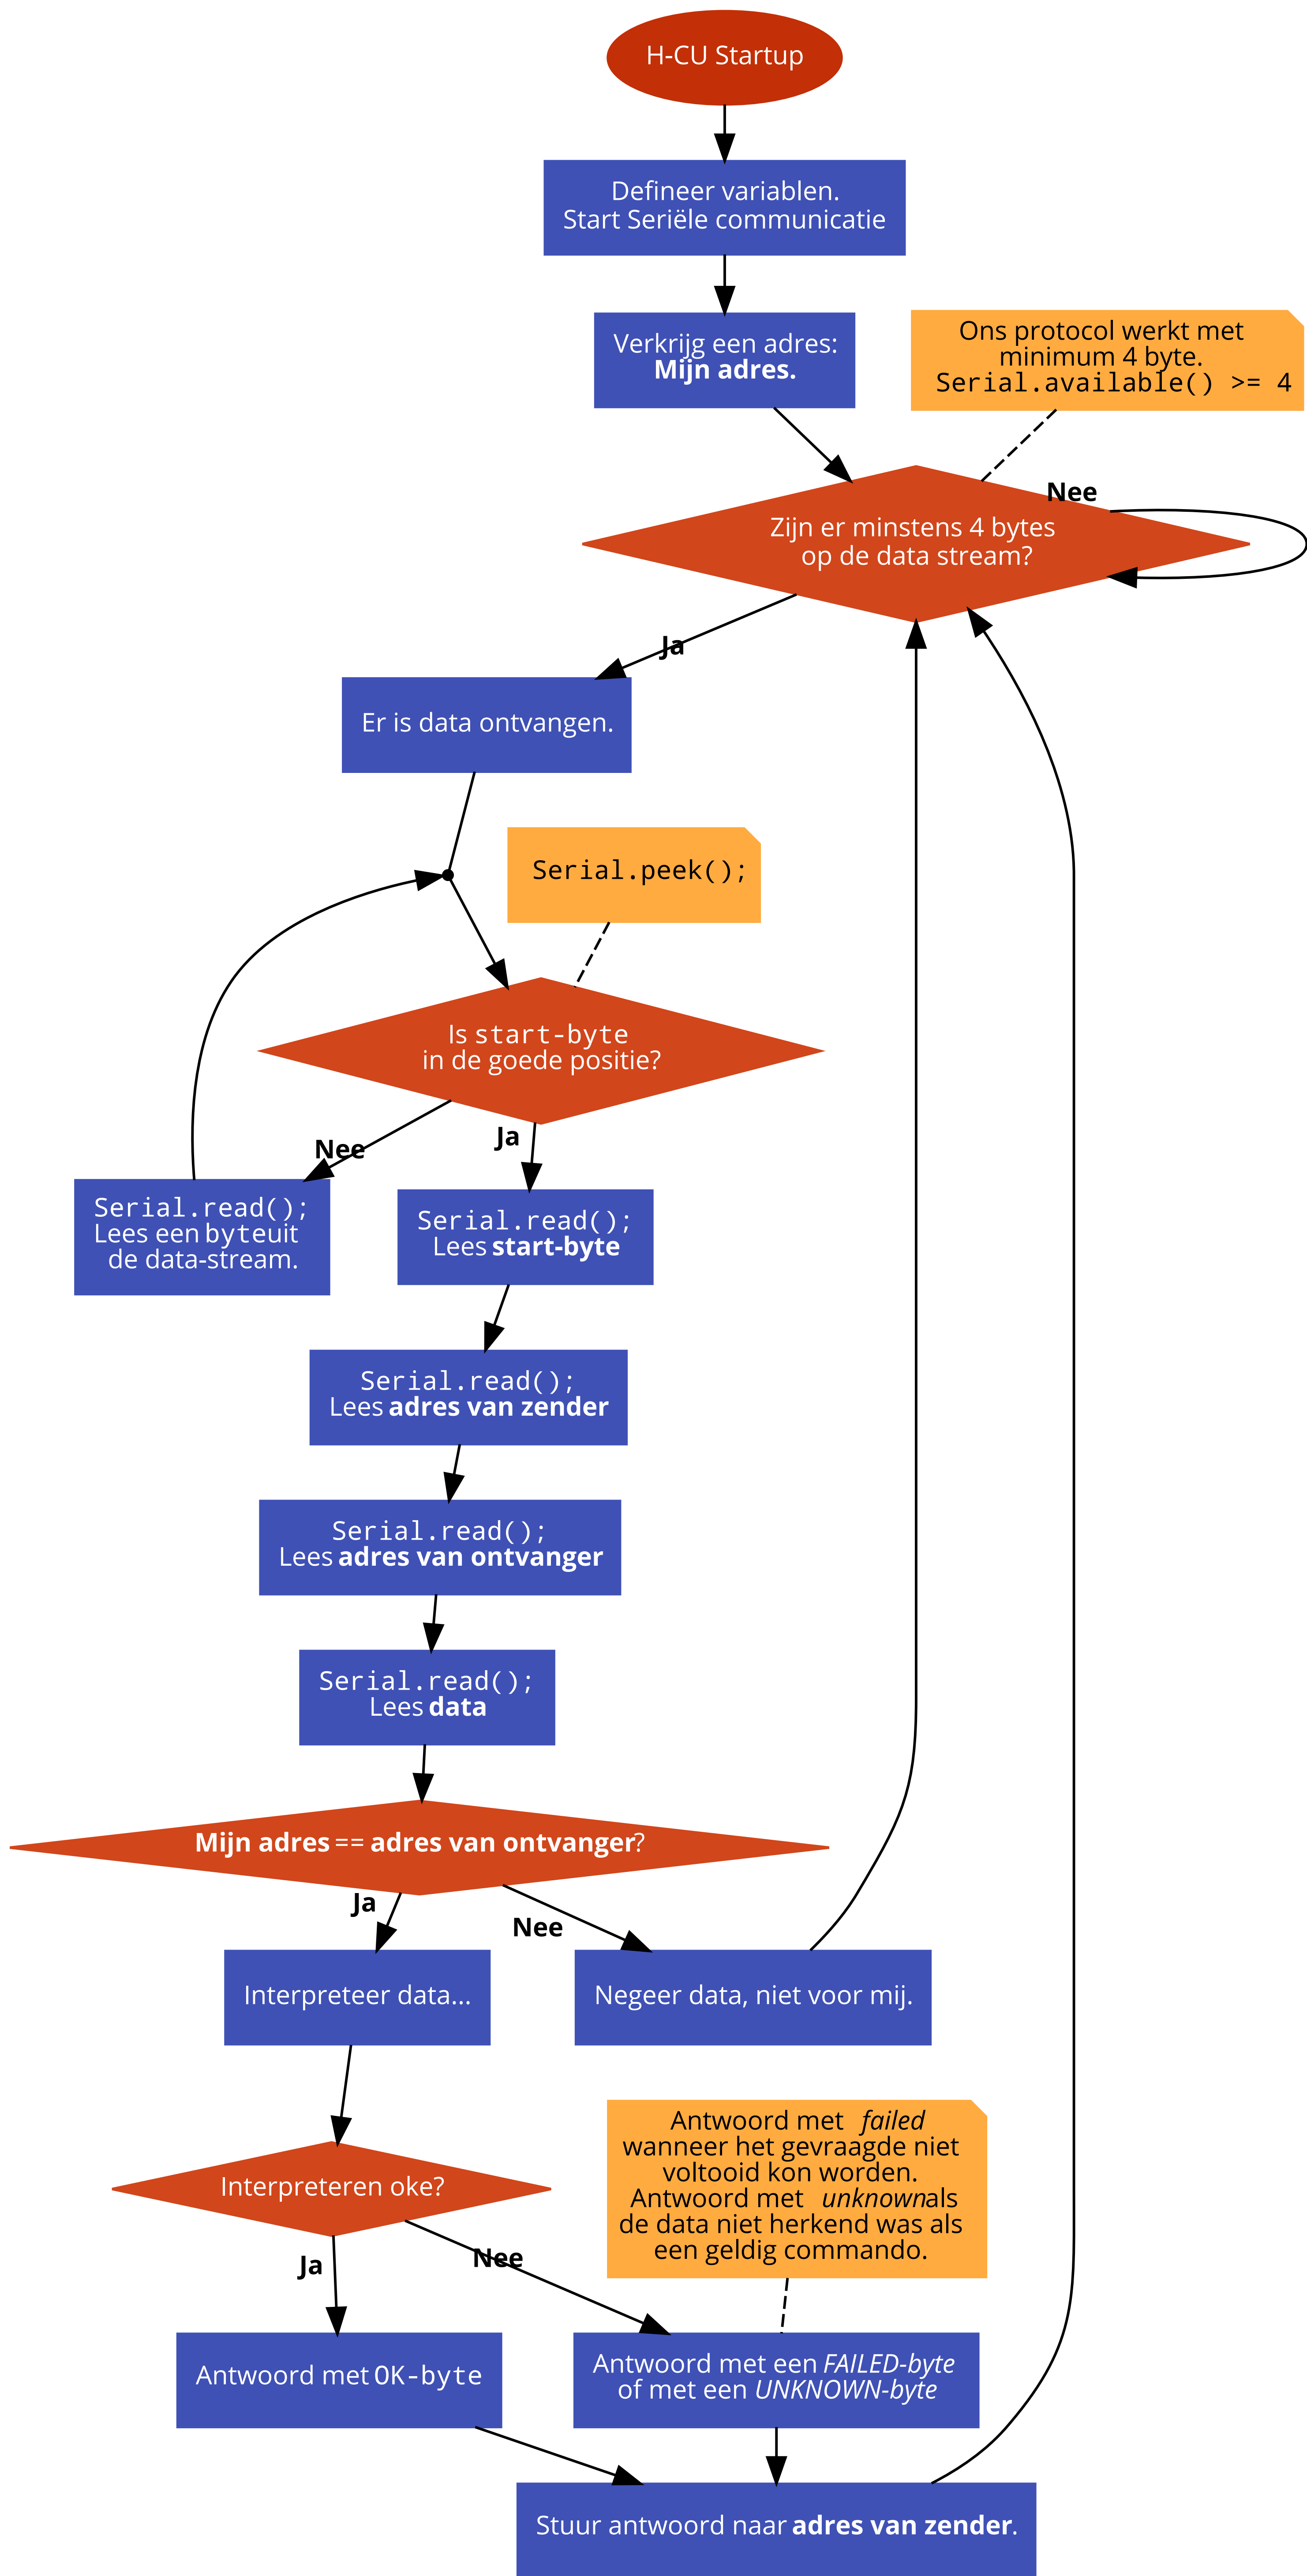 H-CU Startup
Defineer variablen.
Start Seriële communicatie
Verkrijg een adres:
Mijn adres.
Ons protocol werkt met
minimum 4 byte.
Serial.available() >= 4
Nee
Zijn er minstens 4 bytes
op de data stream?
Ja
Er is data ontvangen.
Serial.peek();
Is start-byte
in de goede positie?
Nee
Ja
Serial.read();
Lees een byteuit
de data-stream.
Serial.read();
Lees start-byte
Serial.read();
Lees adres van zender
Serial.read();
Lees adres van ontvanger
Serial.read();
Lees data
Mijn adres == adres van ontvanger?
Ja
Nee
Interpreteer data...
Negeer data, niet voor mij.
Antwoord met failed
wanneer het gevraagde niet
voltooid kon worden.
Antwoord met unknownals
de data niet herkend was als
een geldig commando.
Interpreteren oke?
Ja
Nee
Antwoord met OK-byte
Antwoord met een FAILED-byte
of met een UNKNOWN-byte
Stuur antwoord naar adres van zender.